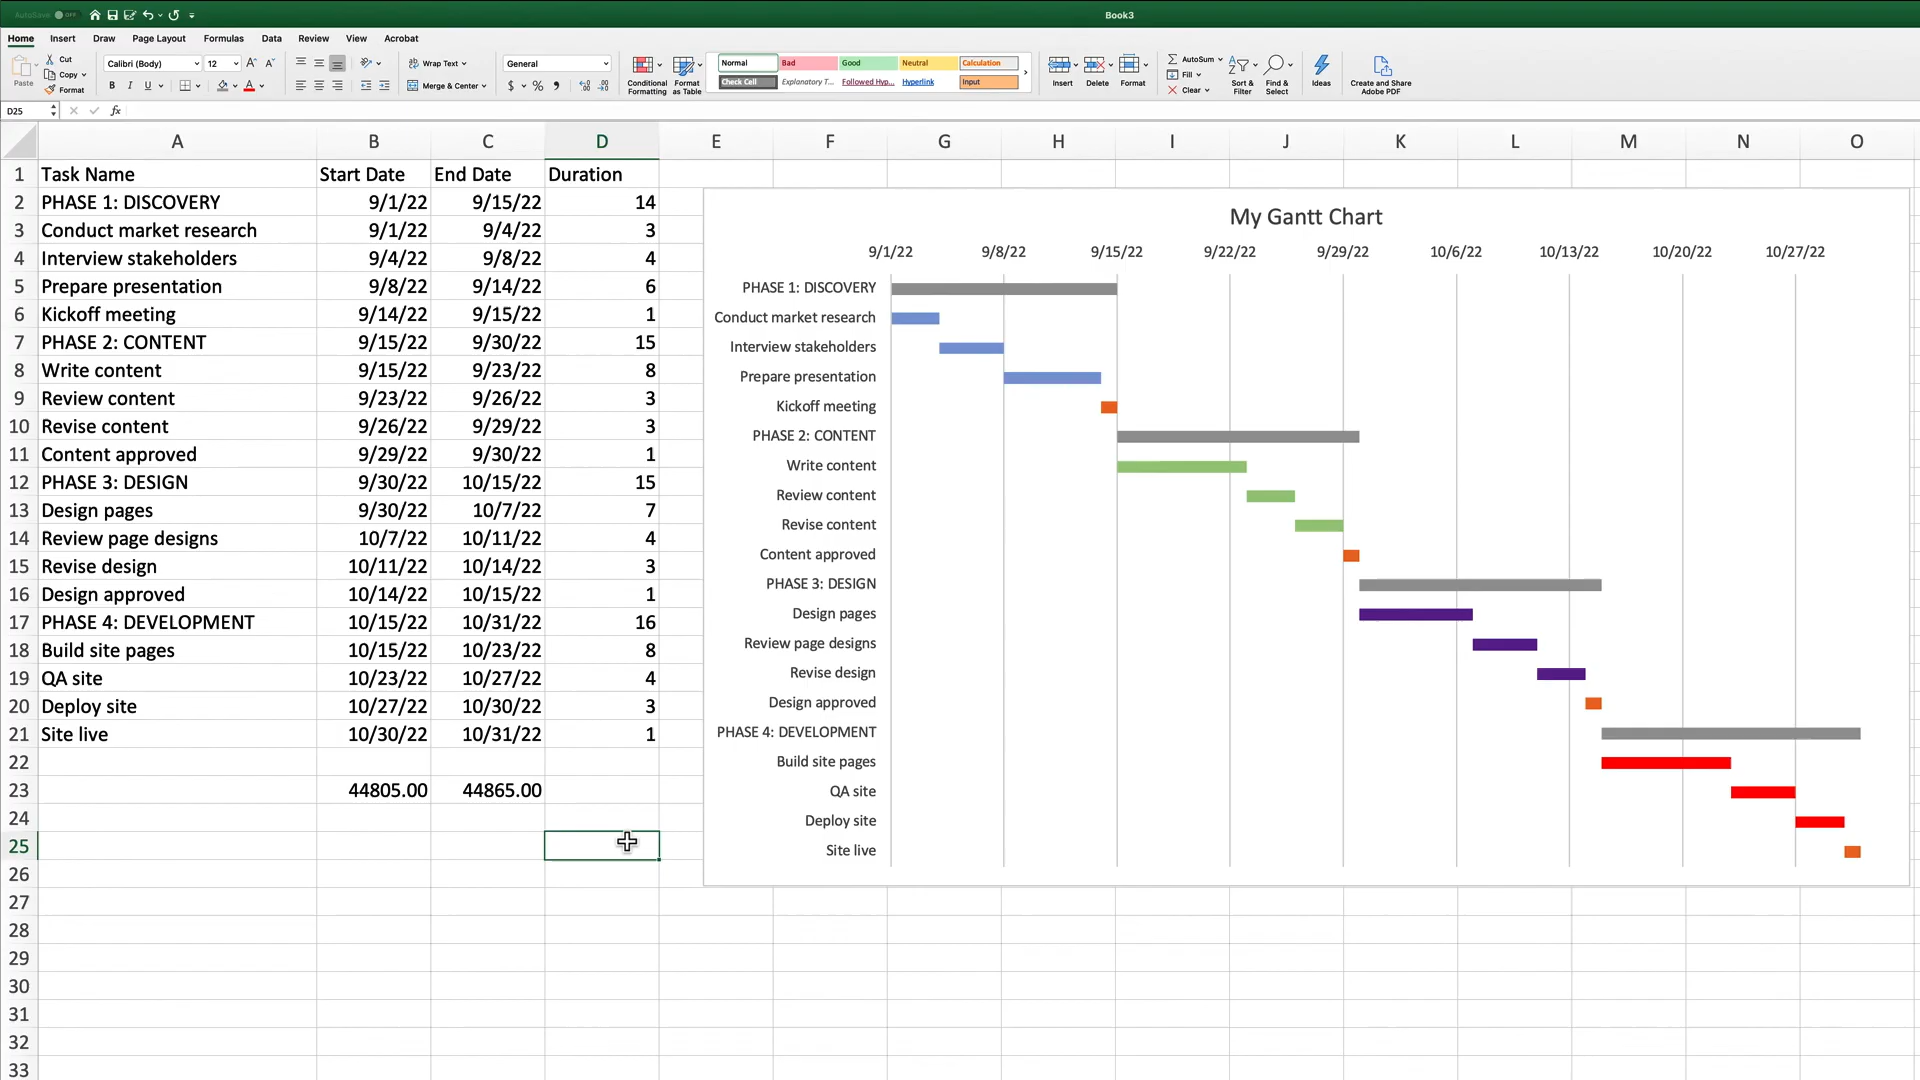 AutoSave OFF
Book3
Home Insert Draw Page Layout Formulas Data Review View Acrobat
Paste Cut Copy Format
Calibri (Body) 12 A^ A˅
B I U A
Wrap Text
Merge & Center
General
$ % ,
Conditional Formatting
Format as Table
Normal Bad Good Neutral Calculation
Check Cell Explanatory T... Followed Hyp... Hyperlink Input
Insert Delete Format
AutoSum
Fill
Clear
Sort & Filter
Find & Select
Ideas
Create and Share Adobe PDF
D25 fx
A B C D E F G H I J K L M N O
1 Task Name Start Date End Date Duration
2 PHASE 1: DISCOVERY 9/1/22 9/15/22 14
3 Conduct market research 9/1/22 9/4/22 3
4 Interview stakeholders 9/4/22 9/8/22 4
5 Prepare presentation 9/8/22 9/14/22 6
6 Kickoff meeting 9/14/22 9/15/22 1
7 PHASE 2: CONTENT 9/15/22 9/30/22 15
8 Write content 9/15/22 9/23/22 8
9 Review content 9/23/22 9/26/22 3
10 Revise content 9/26/22 9/29/22 3
11 Content approved 9/29/22 9/30/22 1
12 PHASE 3: DESIGN 9/30/22 10/15/22 15
13 Design pages 9/30/22 10/7/22 7
14 Review page designs 10/7/22 10/11/22 4
15 Revise design 10/11/22 10/14/22 3
16 Design approved 10/14/22 10/15/22 1
17 PHASE 4: DEVELOPMENT 10/15/22 10/31/22 16
18 Build site pages 10/15/22 10/23/22 8
19 QA site 10/23/22 10/27/22 4
20 Deploy site 10/27/22 10/30/22 3
21 Site live 10/30/22 10/31/22 1
22
23 44805.00 44865.00
24
25
26
27
28
29
30
31
32
33
My Gantt Chart
9/1/22 9/8/22 9/15/22 9/22/22 9/29/22 10/6/22 10/13/22 10/20/22 10/27/22
PHASE 1: DISCOVERY
Conduct market research
Interview stakeholders
Prepare presentation
Kickoff meeting
PHASE 2: CONTENT
Write content
Review content
Revise content
Content approved
PHASE 3: DESIGN
Design pages
Review page designs
Revise design
Design approved
PHASE 4: DEVELOPMENT
Build site pages
QA site
Deploy site
Site live